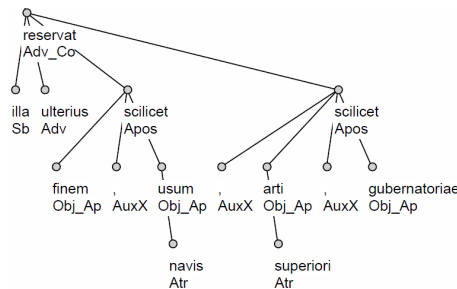 reservat
Adv_Co
illa ulterius scilicet scilicet
Sb Adv Apos Apos
finem , usum , arti , gubernatoriae
Obj_Ap AuxX Obj_Ap AuxX Obj_Ap AuxX Obj_Ap
navis superiori
Atr Atr